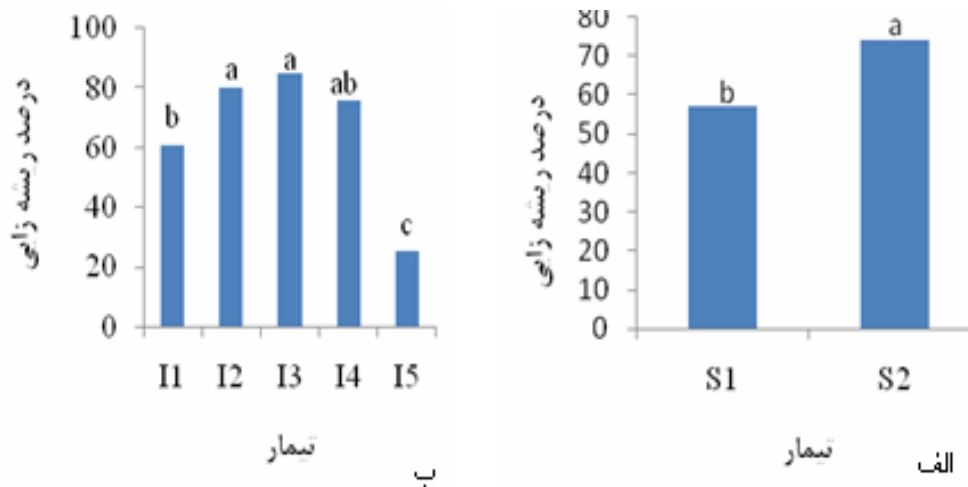 درصد ریشه زایی
100
80
60
40
20
0
b
a
a
ab
c
I1 I2 I3 I4 I5
تیمار
ب
درصد ریشه زایی
80
70
60
50
40
30
20
10
0
b
a
S1 S2
تیمار
الف